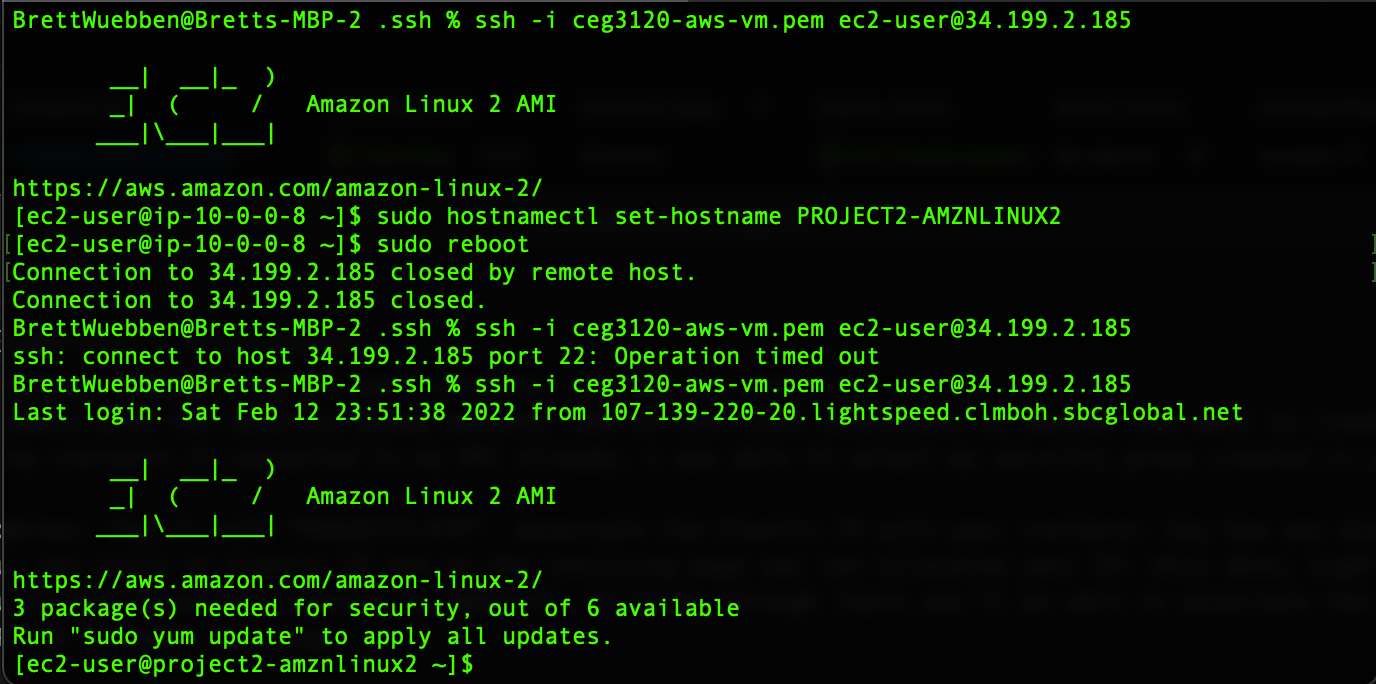 BrettWuebben@Bretts-MBP-2 .ssh % ssh -i ceg3120-aws-vm.pem ec2-user@34.199.2.185

       __|  __|_  )
       _|  (     /   Amazon Linux 2 AMI
      ___|\___|___|

https://aws.amazon.com/amazon-linux-2/
[ec2-user@ip-10-0-0-8 ~]$ sudo hostnamectl set-hostname PROJECT2-AMZNLINUX2
[[ec2-user@ip-10-0-0-8 ~]$ sudo reboot ]
[Connection to 34.199.2.185 closed by remote host. ]
Connection to 34.199.2.185 closed.
BrettWuebben@Bretts-MBP-2 .ssh % ssh -i ceg3120-aws-vm.pem ec2-user@34.199.2.185
ssh: connect to host 34.199.2.185 port 22: Operation timed out
BrettWuebben@Bretts-MBP-2 .ssh % ssh -i ceg3120-aws-vm.pem ec2-user@34.199.2.185
Last login: Sat Feb 12 23:51:38 2022 from 107-139-220-20.lightspeed.clmboh.sbcglobal.net

       __|  __|_  )
       _|  (     /   Amazon Linux 2 AMI
      ___|\___|___|

https://aws.amazon.com/amazon-linux-2/
3 package(s) needed for security, out of 6 available
Run "sudo yum update" to apply all updates.
[ec2-user@project2-amznlinux2 ~]$